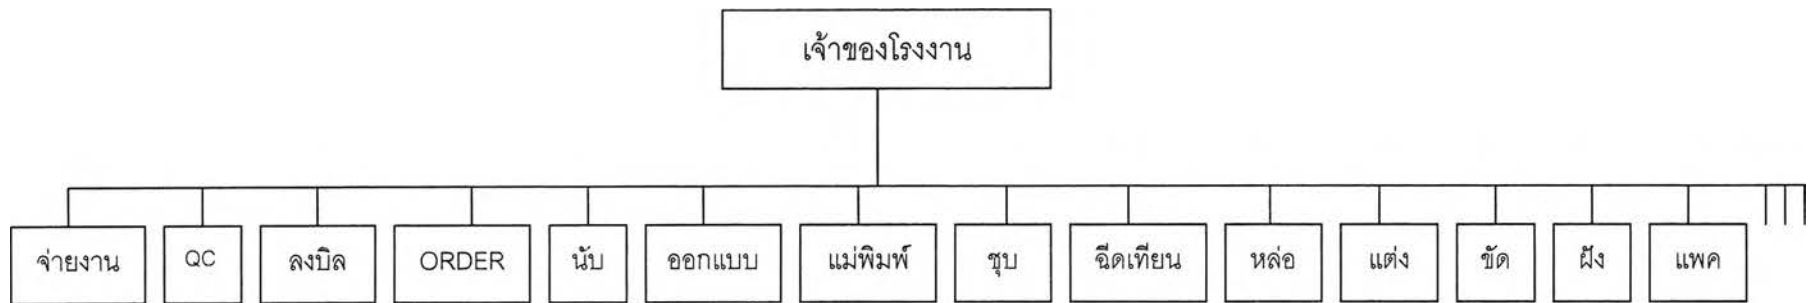 เจ้าของโรงงาน
จ่ายงาน QC ลงบิล ORDER นับ ออกแบบ แม่พิมพ์ ชุบ ฉีดเทียน หล่อ แต่ง ขัด ฝัง แพค